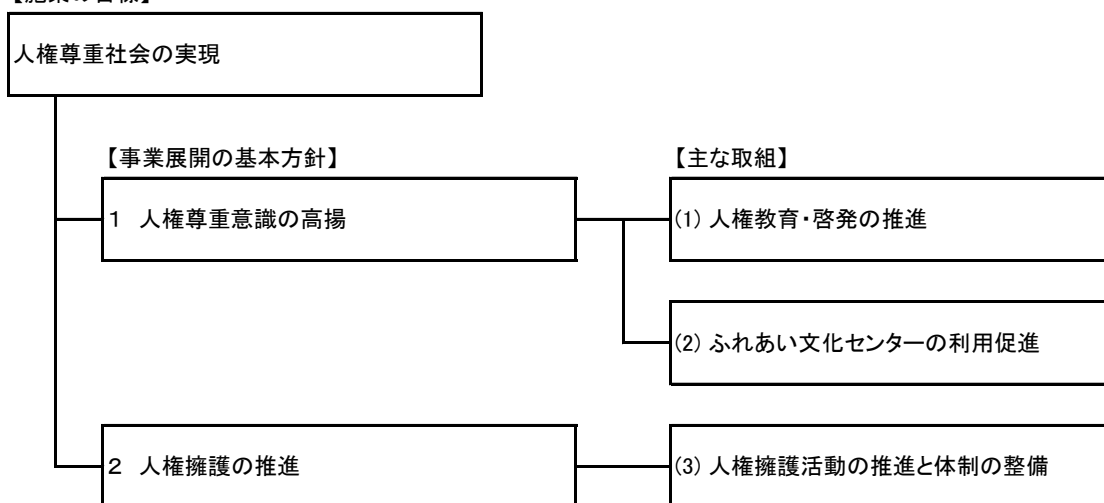 人権尊重社会の実現
【事業展開の基本方針】
【主な取組】
1 人権尊重意識の高揚
(1) 人権教育・啓発の推進
(2) ふれあい文化センターの利用促進
2 人権擁護の推進
(3) 人権擁護活動の推進と体制の整備